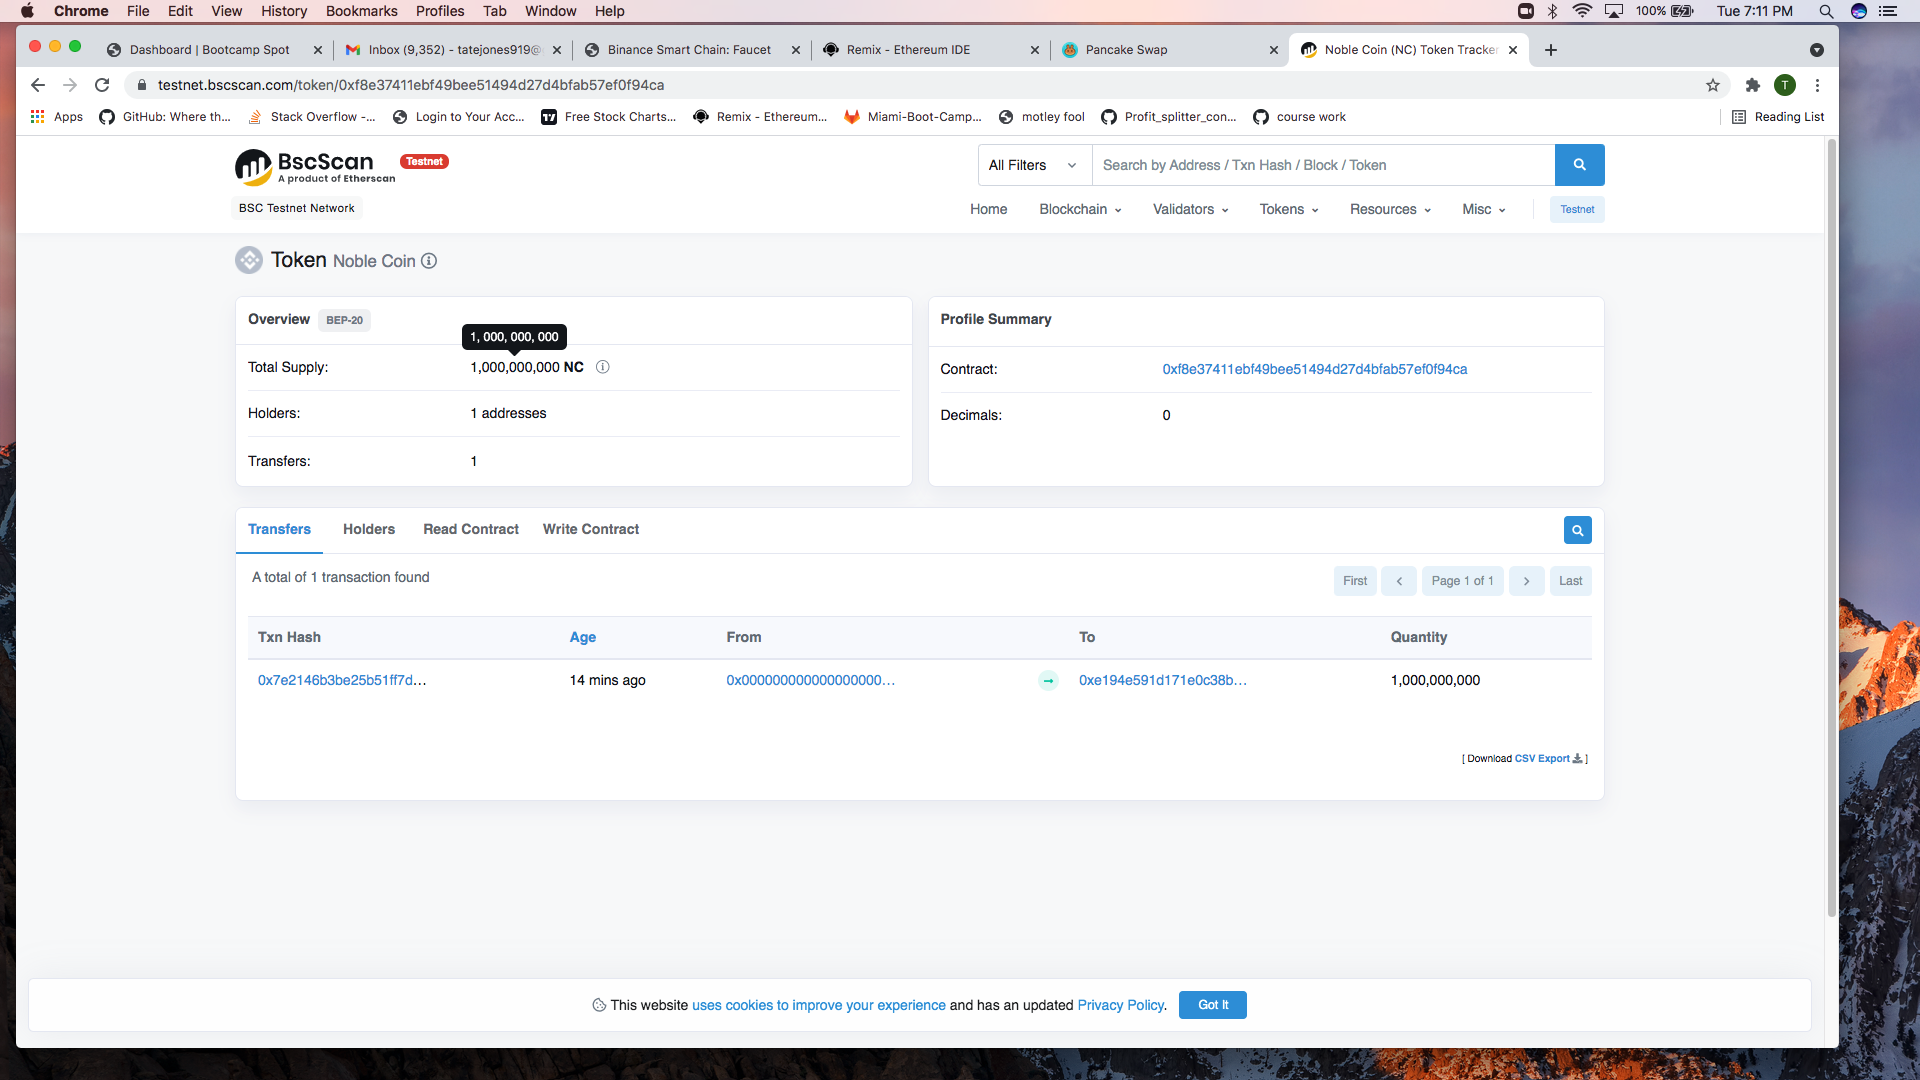 Chrome File Edit View History Bookmarks Profiles Tab Window Help 100% Tue 7:11 PM
Dashboard | Bootcamp Spot Inbox (9,352) - tatejones919@ Binance Smart Chain: Faucet Remix - Ethereum IDE Pancake Swap Noble Coin (NC) Token Tracker
testnet.bscscan.com/token/0xf8e37411ebf49bee51494d27d4bfab57ef0f94ca T
Apps GitHub: Where th... Stack Overflow -... Login to Your Acc... Free Stock Charts... Remix - Ethereum... Miami-Boot-Camp... motley fool Profit_splitter_con... course work Reading List
BscScan Testnet
A product of Etherscan
All Filters Search by Address / Txn Hash / Block / Token
BSC Testnet Network
Home Blockchain Validators Tokens Resources Misc Testnet
Token Noble Coin
Overview BEP-20
1, 000, 000, 000
Total Supply: 1,000,000,000 NC
Holders: 1 addresses
Transfers: 1
Profile Summary
Contract: 0xf8e37411ebf49bee51494d27d4bfab57ef0f94ca
Decimals: 0
Transfers Holders Read Contract Write Contract
A total of 1 transaction found
First Page 1 of 1 Last
Txn Hash Age From To Quantity
0x7e2146b3be25b51ff7d... 14 mins ago 0x000000000000000000... 0xe194e591d171e0c38b... 1,000,000,000
[ Download CSV Export ]
This website uses cookies to improve your experience and has an updated Privacy Policy. Got It